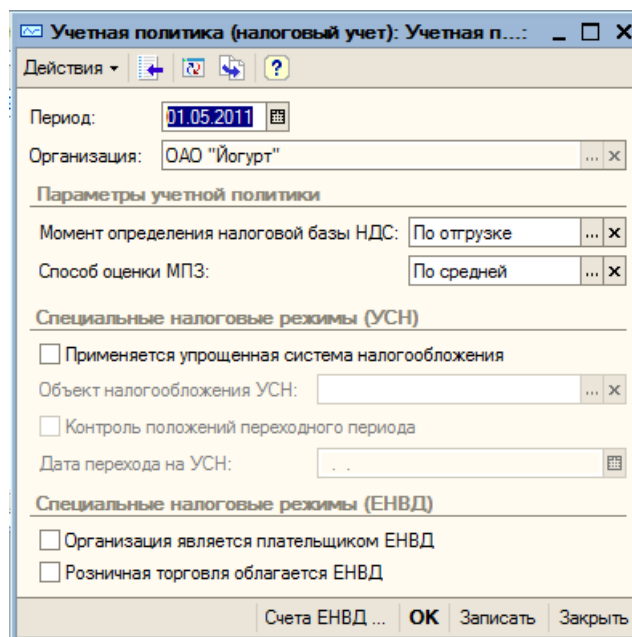 Учетная политика (налоговый учет): Учетная п...:
Действия
Период: 01.05.2011
Организация: ОАО "Йогурт" ... ×
Параметры учетной политики
Момент определения налоговой базы НДС: По отгрузке ... ×
Способ оценки МПЗ: По средней ... ×
Специальные налоговые режимы (УСН)
Применяется упрощенная система налогообложения
Объект налогообложения УСН: ... ×
Контроль положений переходного периода
Дата перехода на УСН: . .
Специальные налоговые режимы (ЕНВД)
Организация является плательщиком ЕНВД
Розничная торговля облагается ЕНВД
Счета ЕНВД ... OK Записать Закрыть